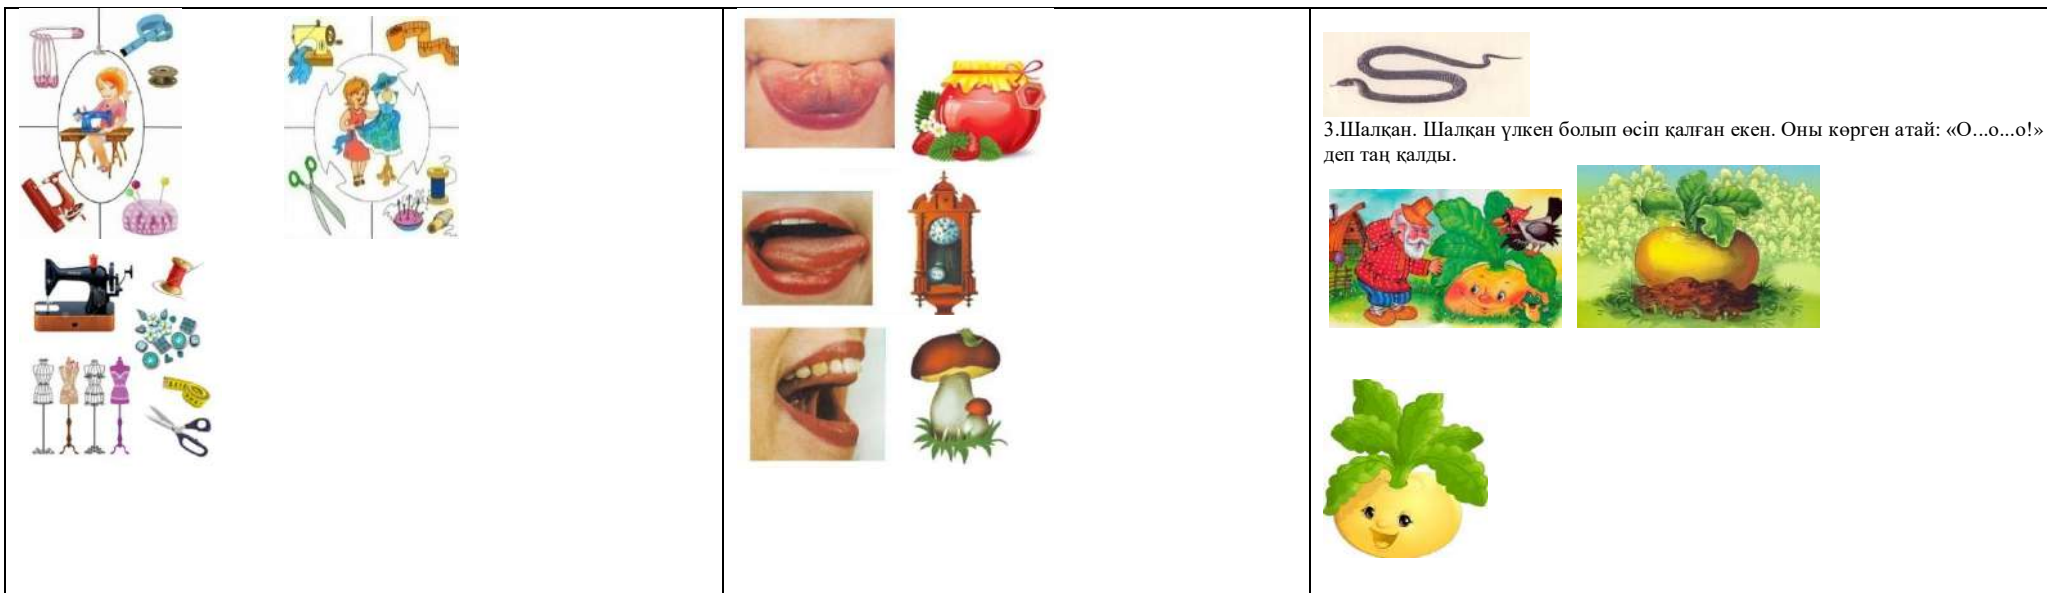 3.Шалқан. Шалқан үлкен болып өсіп қалған екен. Оны көрген атай: «О...о...о!»
деп таң қалды.